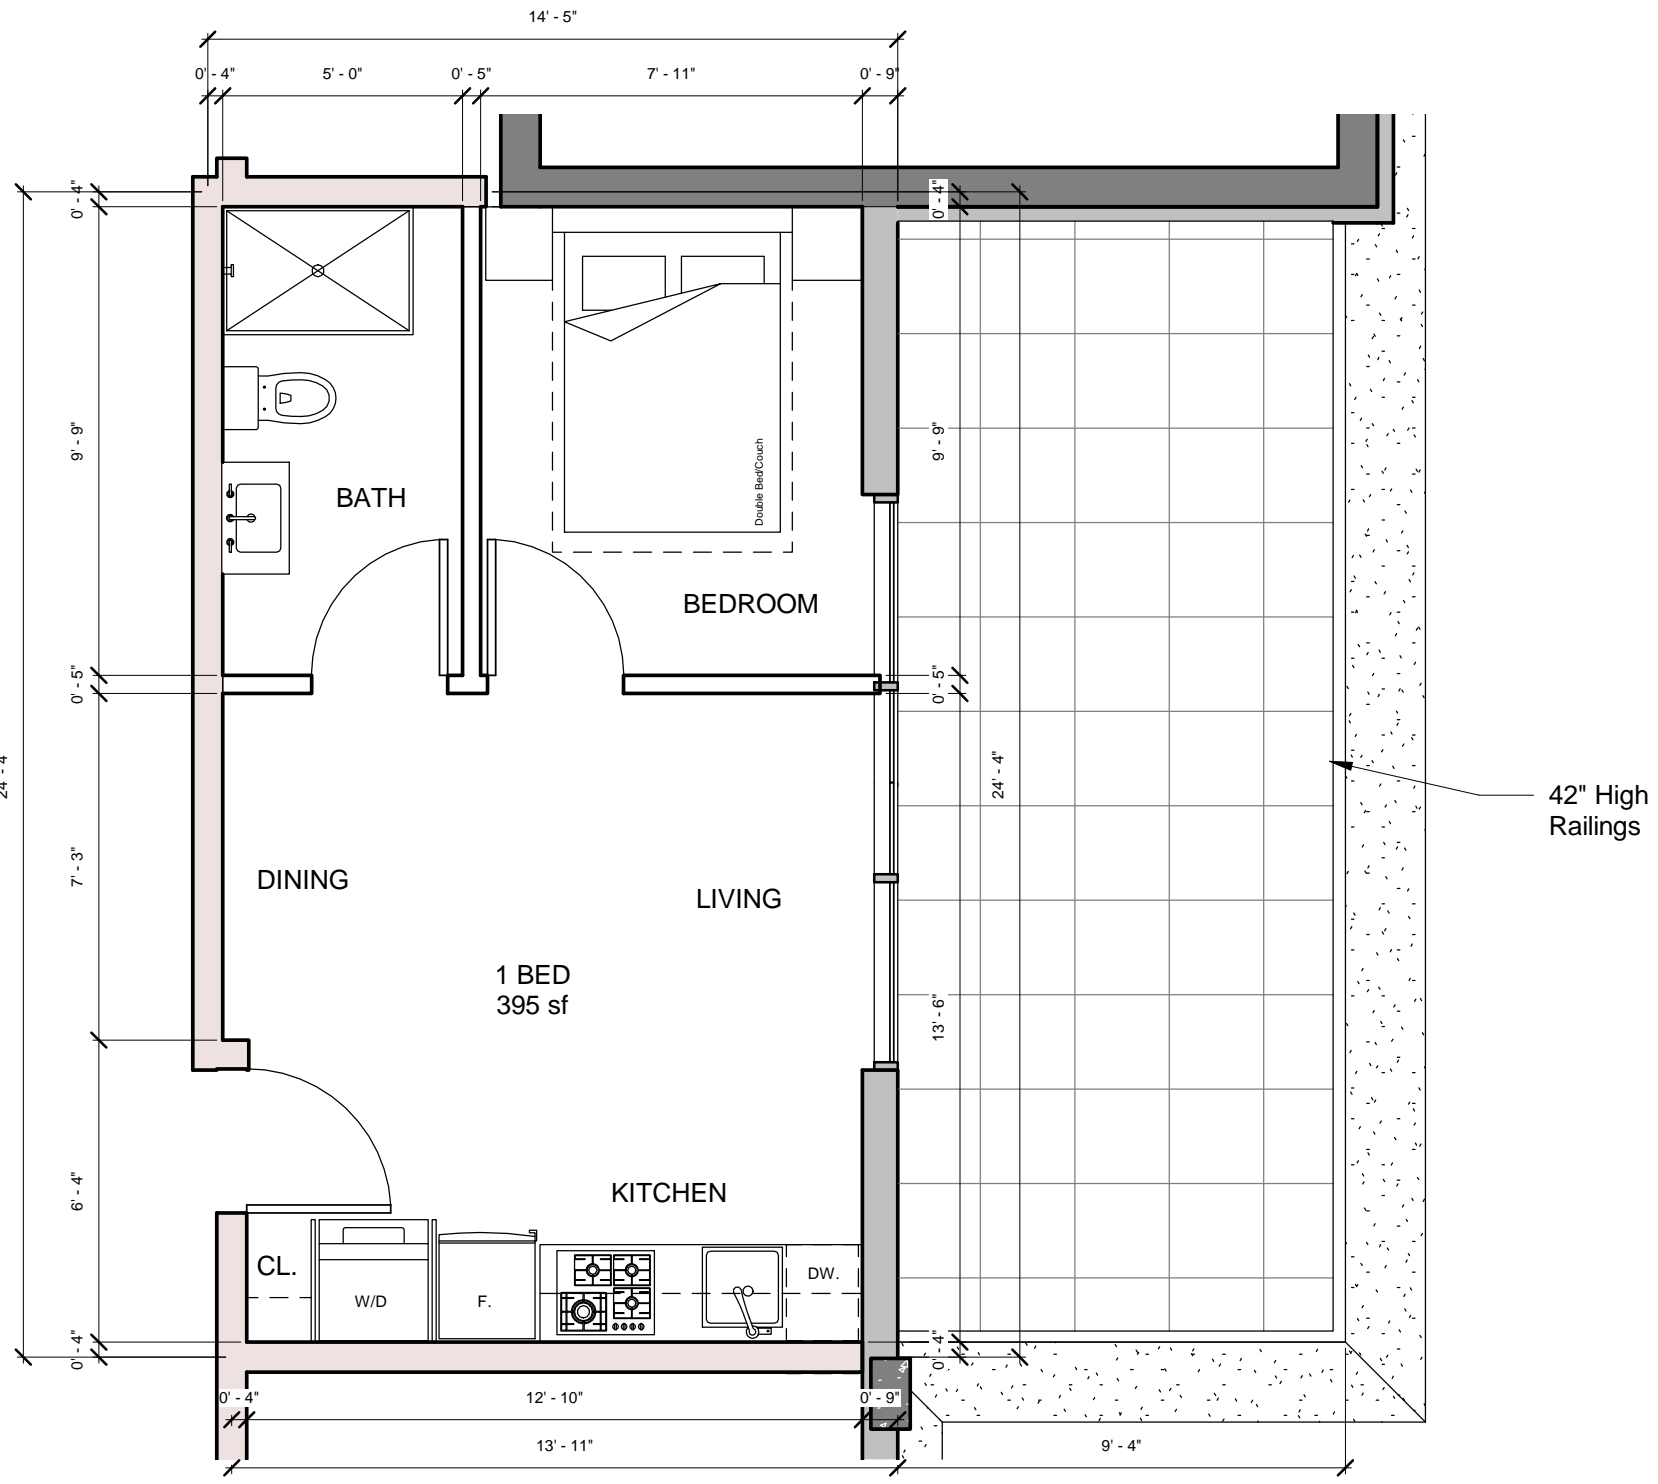 14' - 5"
0' - 4"
5' - 0"
0' - 5"
7' - 11"
0' - 9"
0' - 4"
0' - 4"
9' - 9"
9' - 9"
Double Bed/Couch
BATH
BEDROOM
0' - 5"
0' - 5"
24' - 4"
24' - 4"
42" High
Railings
7' - 3"
DINING
LIVING
1 BED
395 sf
13' - 6"
6' - 4"
KITCHEN
CL.
W/D
F.
DW.
0' - 4"
0' - 4"
0' - 4"
12' - 10"
0' - 9"
13' - 11"
9' - 4"